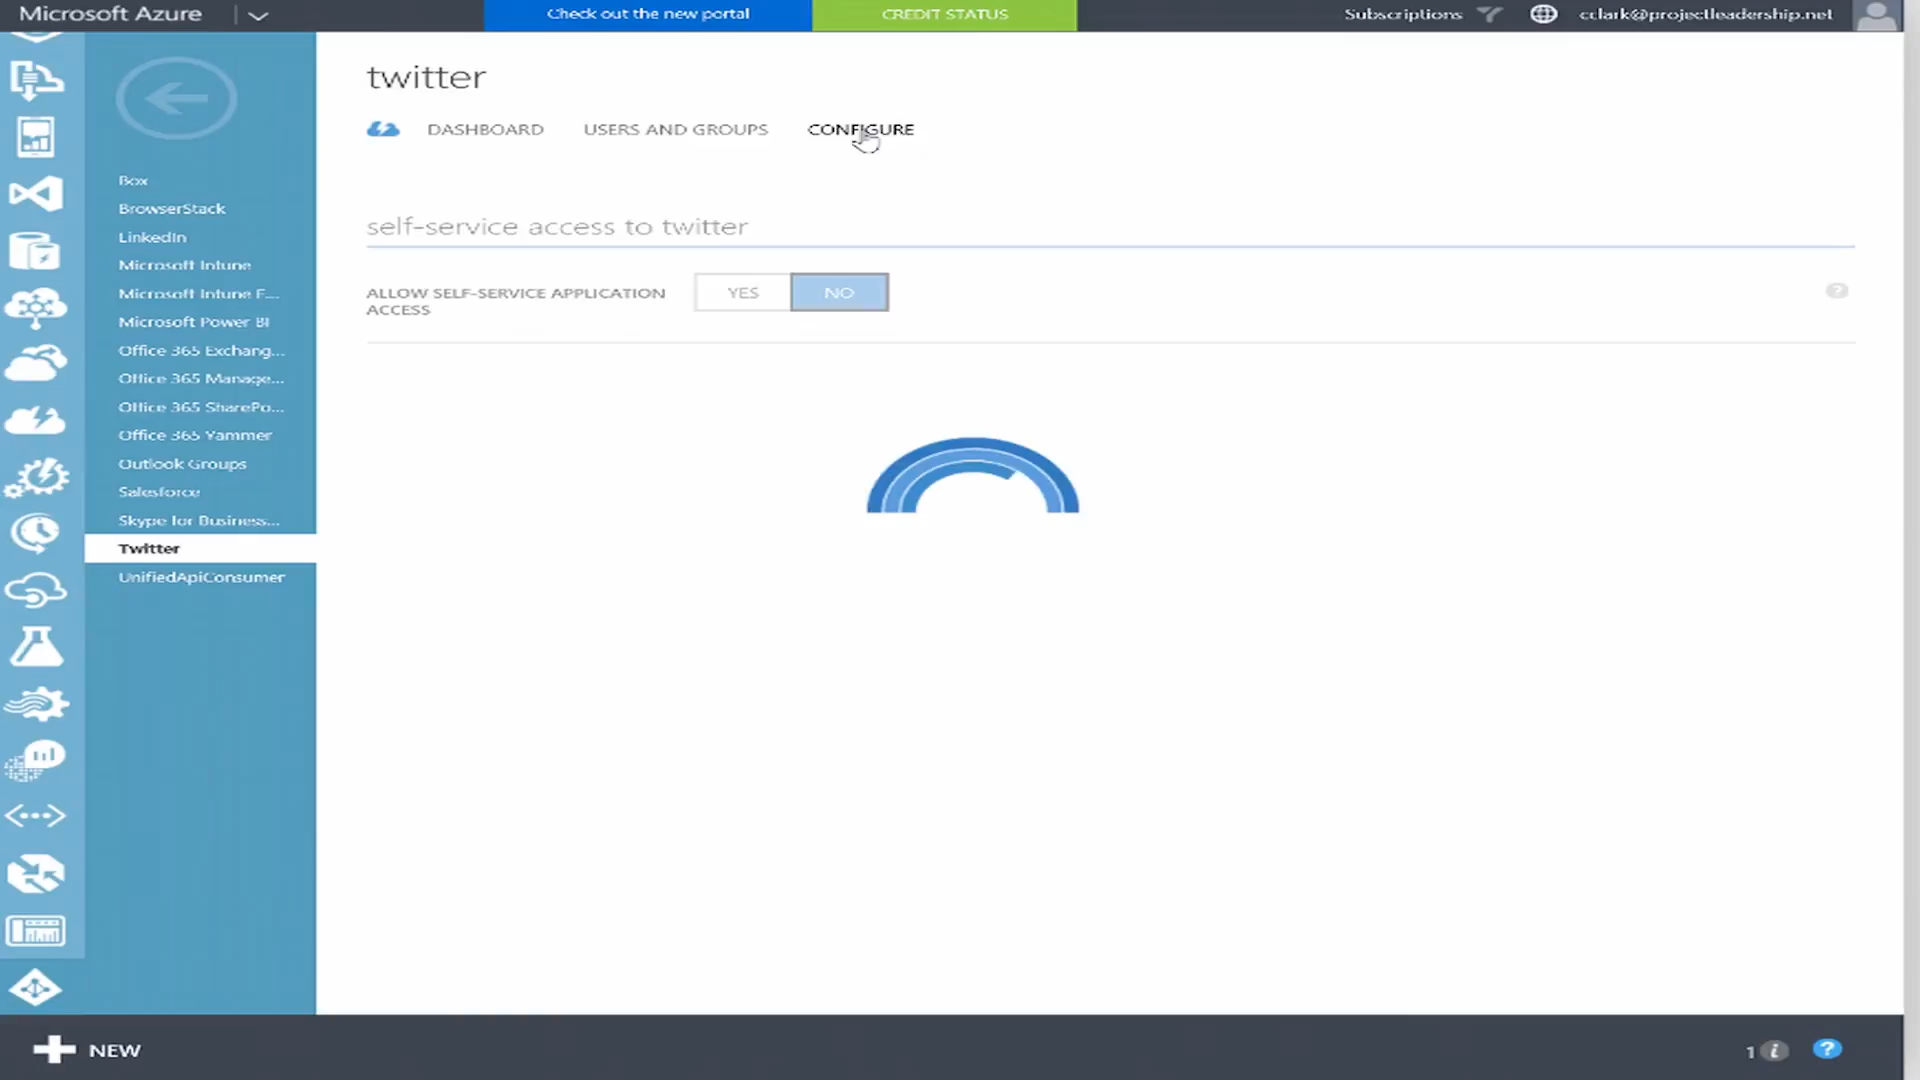 Microsoft Azure
Check out the new portal
CREDIT STATUS
Subscriptions
cclark@projectleadership.net
twitter
DASHBOARD
USERS AND GROUPS
CONFIGURE
Box
BrowserStack
LinkedIn
Microsoft Intune
Microsoft Intune E...
Microsoft Power BI
Office 365 Exchang...
Office 365 Manage...
Office 365 SharePo...
Office 365 Yammer
Outlook Groups
Salesforce
Skype for Business...
Twitter
UnifiedApiConsumer
self-service access to twitter
ALLOW SELF-SERVICE APPLICATION
ACCESS
YES
NO
?
NEW
1
i
?